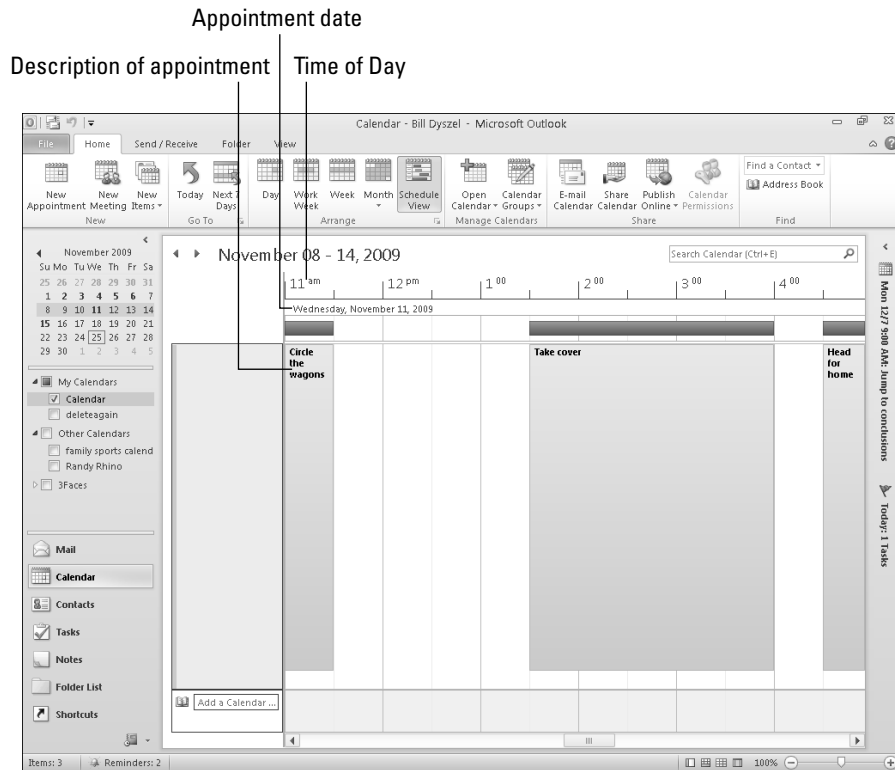 Appointment date
Description of appointment
Time of Day
Calendar - Bill Dyszel - Microsoft Outlook
File Home Send / Receive Folder View
New Appointment
New Meeting
New Items
New
Today
Next 7 Days
Go To
Day
Work Week
Week
Month
Schedule View
Arrange
Open Calendar
Calendar Groups
Manage Calendars
E-mail Calendar
Share Calendar
Publish Online
Calendar Permissions
Share
Find a Contact
Address Book
Find
November 2009
Su Mo Tu We Th Fr Sa
25 26 27 28 29 30 31
1 2 3 4 5 6 7
8 9 10 11 12 13 14
15 16 17 18 19 20 21
22 23 24 25 26 27 28
29 30 1 2 3 4 5
My Calendars
Calendar
deleteagain
Other Calendars
family sports calend
Randy Rhino
3Faces
Mail
Calendar
Contacts
Tasks
Notes
Folder List
Shortcuts
November 08 - 14, 2009
Search Calendar (Ctrl+E)
11 am 12 pm 1 00 2 00 3 00 4 00
Wednesday, November 11, 2009
Circle the wagons
Take cover
Head for home
Add a Calendar ...
Mon 12/7 9:00 AM: Jump to conclusions
Today: 1 Tasks
Items: 3
Reminders: 2
100%